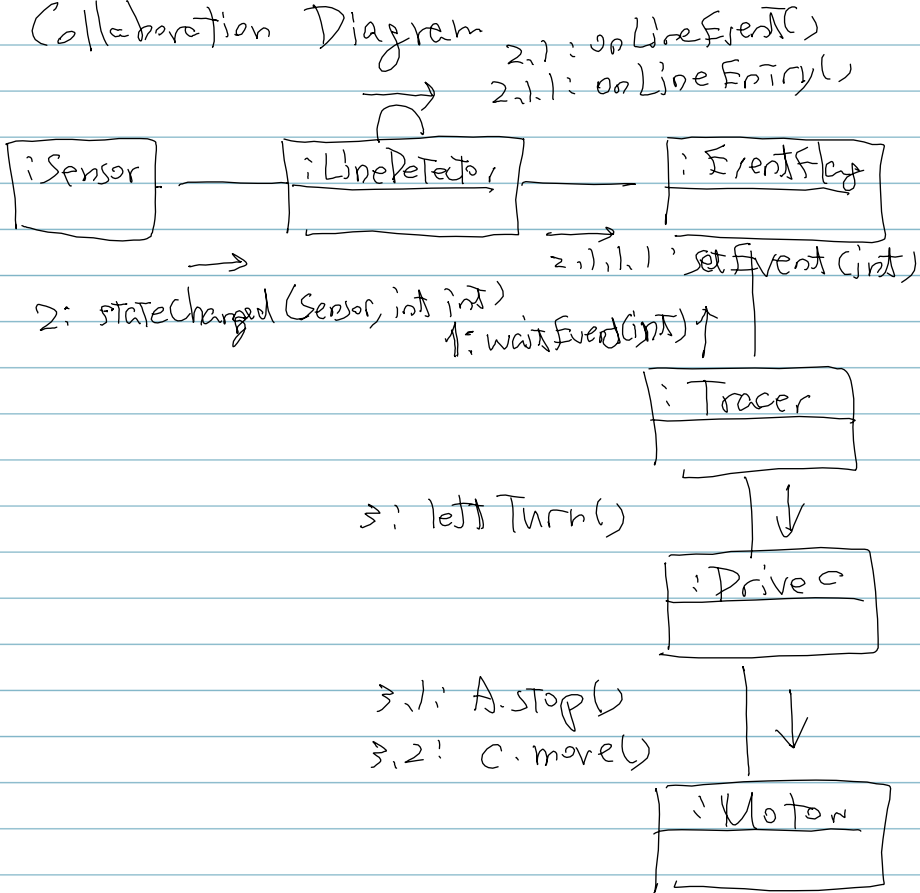 Collaboration Diagram
2.1: onLineEvent()
2.1.1: onLineEntry()
:Sensor
:LineDetector
:EventFlag
2.1.1.1: setEvent(int)
2: stateChanged(Sensor, int int)
1: waitEvent(int)
:Tracer
3: leftTurn()
:Drive
3.1: A.stop()
3.2: C.move()
:Motor